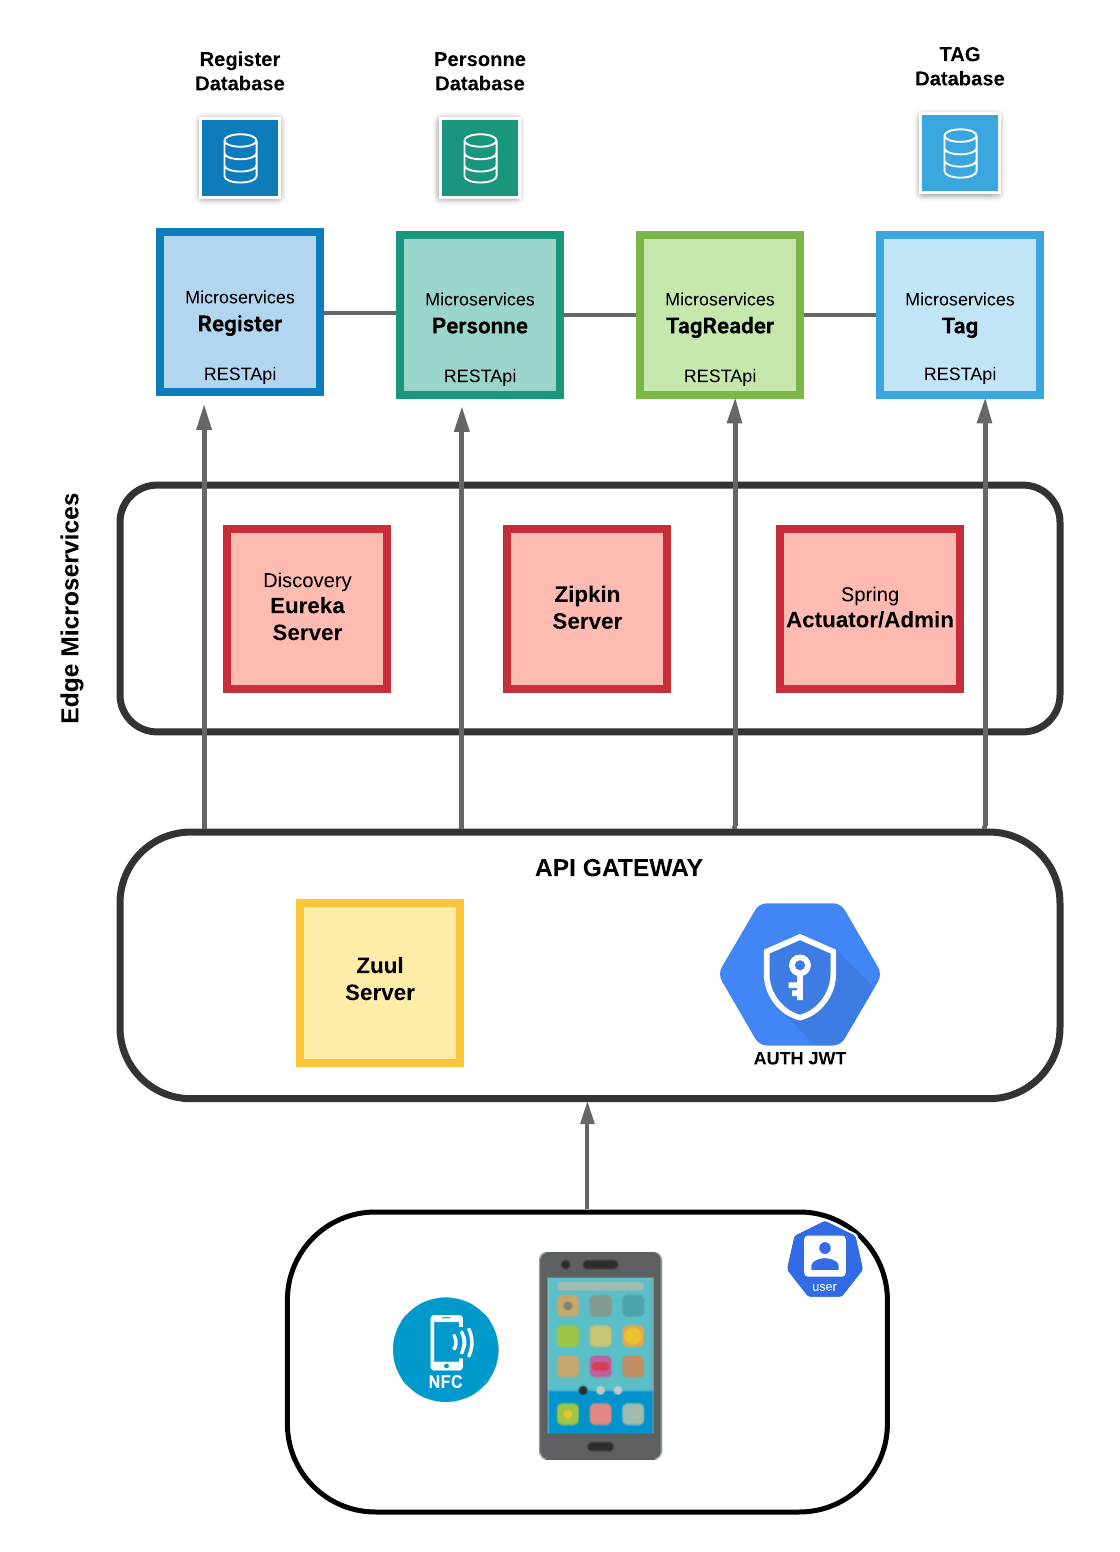 Register
Database
Personne
Database
TAG
Database
Microservices
Register
RESTApi
Microservices
Personne
RESTApi
Microservices
TagReader
RESTApi
Microservices
Tag
RESTApi
Edge Microservices
Discovery
Eureka
Server
Zipkin
Server
Spring
Actuator/Admin
API GATEWAY
Zuul
Server
AUTH JWT
user
NFC